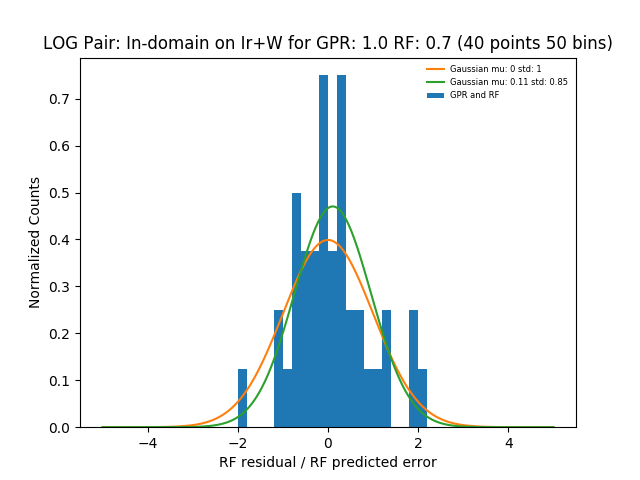 LOG Pair: In-domain on Ir+W for GPR: 1.0 RF: 0.7 (40 points 50 bins)
Gaussian mu: 0 std: 1
Gaussian mu: 0.11 std: 0.85
GPR and RF
Normalized Counts
0.7
0.6
0.5
0.4
0.3
0.2
0.1
0.0
−4
−2
0
2
4
RF residual / RF predicted error